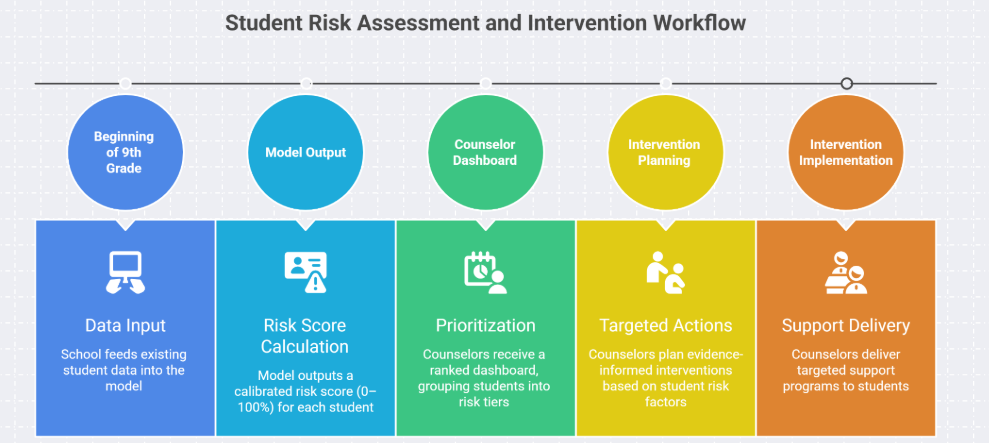 Student Risk Assessment and Intervention Workflow
Beginning
of 9th
Grade
Model Output
Counselor
Dashboard
Intervention
Planning
Intervention
Implementation
Data Input
School feeds existing
student data into the
model
Risk Score
Calculation
Model outputs a
calibrated risk score (0–
100%) for each student
Prioritization
Counselors receive a
ranked dashboard,
grouping students into
risk tiers
Targeted Actions
Counselors plan evidence-
informed interventions
based on student risk
factors
Support Delivery
Counselors deliver
targeted support
programs to students